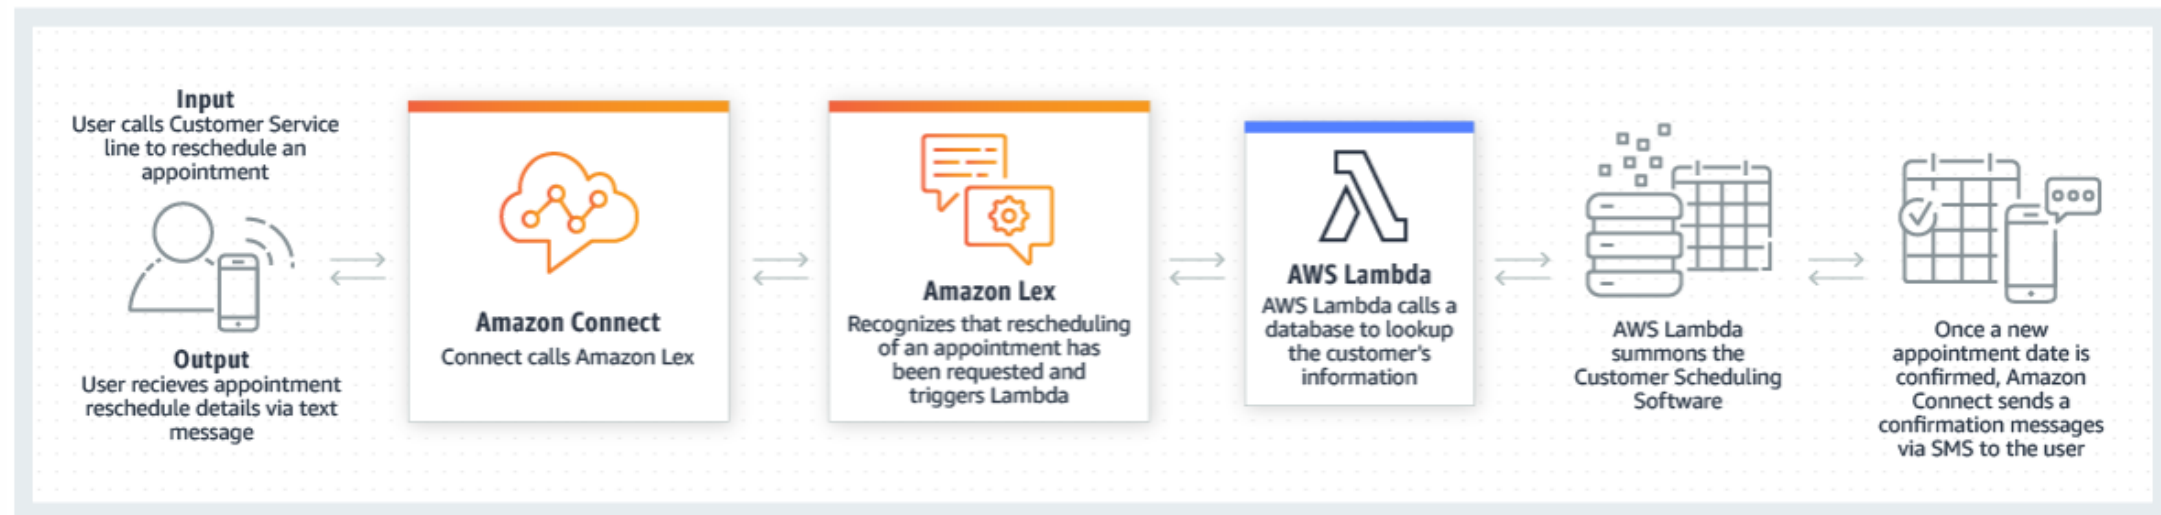 Input
User calls Customer Service
line to reschedule an
appointment
Output
User recieves appointment
reschedule details via text
message
Amazon Connect
Connect calls Amazon Lex
Amazon Lex
Recognizes that rescheduling
of an appointment has
been requested and
triggers Lambda
AWS Lambda
AWS Lambda calls a
database to lookup
the customer's
information
AWS Lambda
summons the
Customer Scheduling
Software
Once a new
appointment date is
confirmed, Amazon
Connect sends a
confirmation messages
via SMS to the user